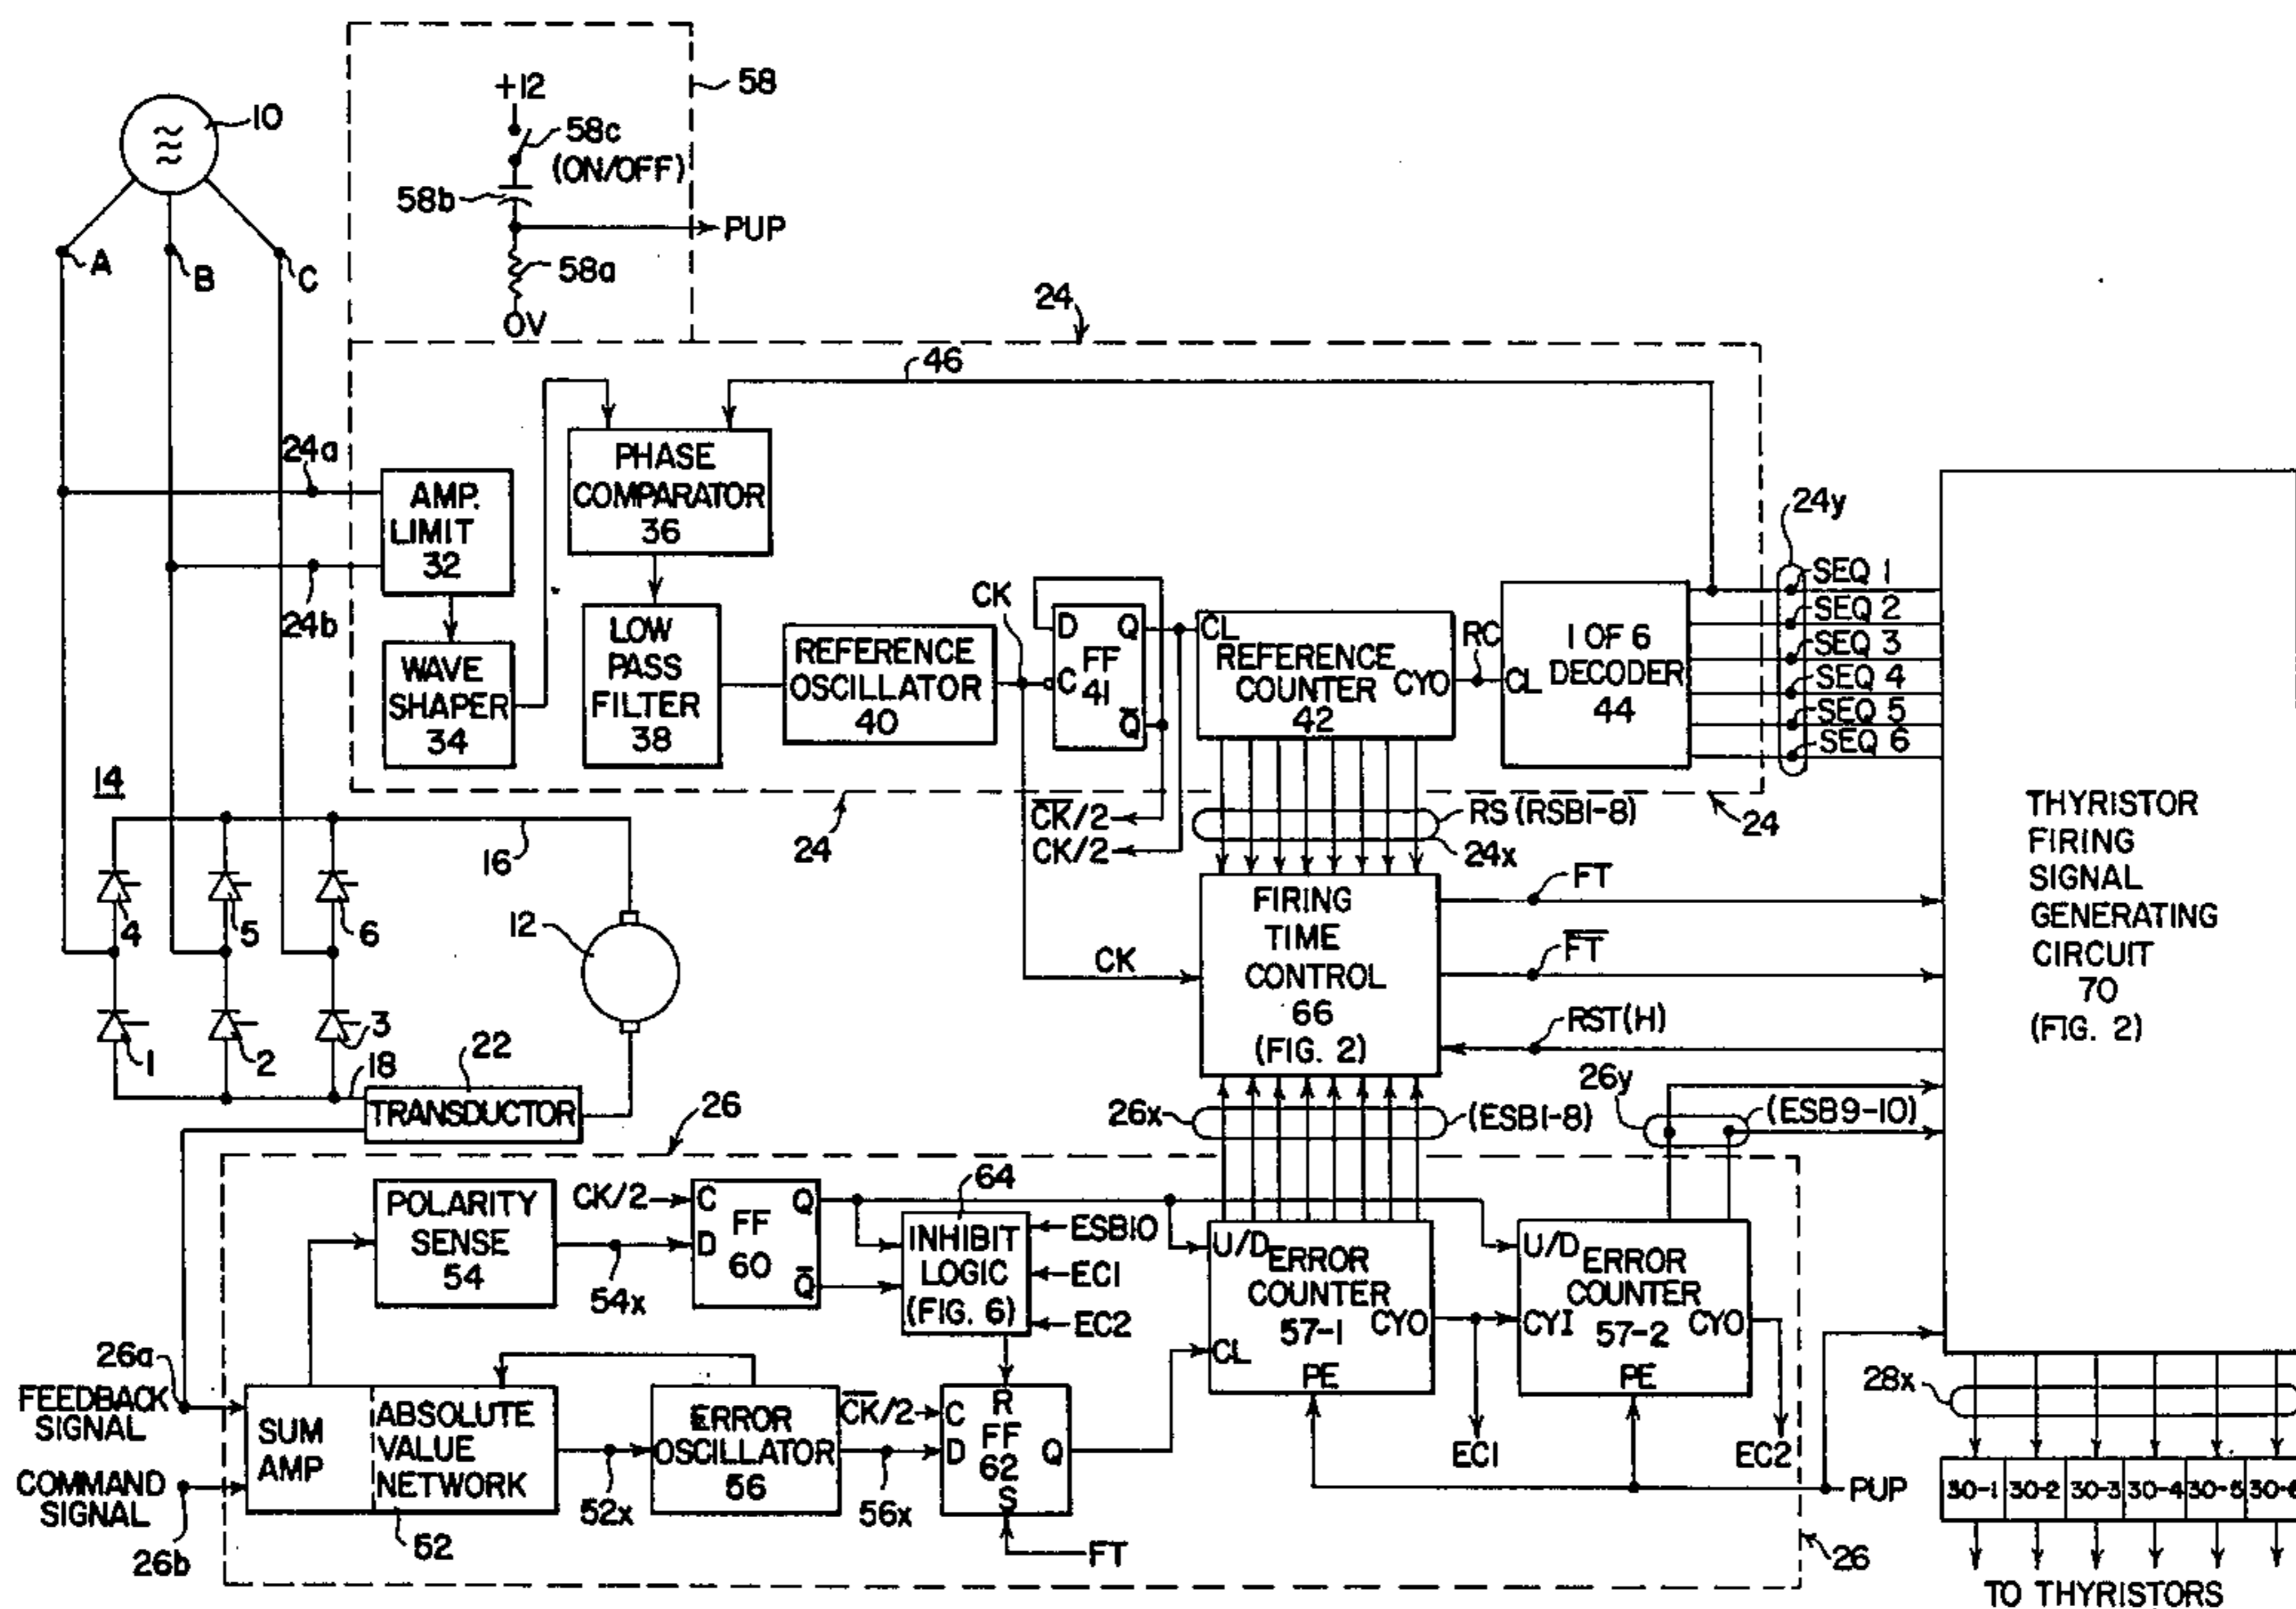 +12
58
10
58c
(ON/OFF)
58b
PUP
A
B
C
58a
0V
24
46
24a
AMP.
LIMIT
32
24b
PHASE
COMPARATOR
36
24y
WAVE
SHAPER
34
LOW
PASS
FILTER
38
REFERENCE
OSCILLATOR
40
CK
D Q
FF
C 41
Q̅
CL
REFERENCE
COUNTER CYO
42
RC
1 OF 6
DECODER
CL
44
SEQ 1
SEQ 2
SEQ 3
SEQ 4
SEQ 5
SEQ 6
14
C̅K̅/2
CK/2
24
RS (RSB1-8)
24x
24
16
4
5
6
12
1
2
3
18
22
TRANSDUCTOR
CK
FIRING
TIME
CONTROL
66
(FIG. 2)
FT
F̅T̅
RST(H)
THYRISTOR
FIRING
SIGNAL
GENERATING
CIRCUIT
70
(FIG. 2)
26
26x
(ESB1-8)
26y
(ESB9-10)
POLARITY
SENSE
54
54x
CK/2
C Q
FF
D 60
Q̅
64
INHIBIT
LOGIC
(FIG. 6)
ESB10
EC1
EC2
U/D
ERROR
COUNTER
57-1 CYO
CL
PE
U/D
ERROR
COUNTER
CYI 57-2 CYO
PE
26a
FEEDBACK
SIGNAL
COMMAND
SIGNAL
26b
SUM
AMP
ABSOLUTE
VALUE
NETWORK
52
52x
ERROR
OSCILLATOR
56
56x
C̅K̅/2
R
C FF
D 62 Q
S
FT
EC1
EC2
PUP
26
28x
30-1 30-2 30-3 30-4 30-5 30-6
TO THYRISTORS